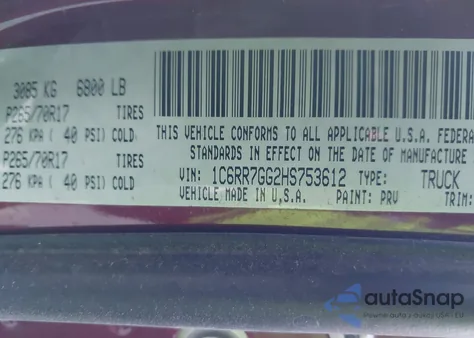 3085 KG 6800 LB
P265/70R17 TIRES
276 KPA ( 40 PSI) COLD
P265/70R17 TIRES
276 KPA ( 40 PSI) COLD
THIS VEHICLE CONFORMS TO ALL APPLICABLE U.S.A. FE
STANDARDS IN EFFECT ON THE DATE OF MANUFACTURE
VIN: 1C6RR7GG2HS753612 TYPE: TRUCK
VEHICLE MADE IN U.S.A. PAINT: PRV TRIM:
autoSnap